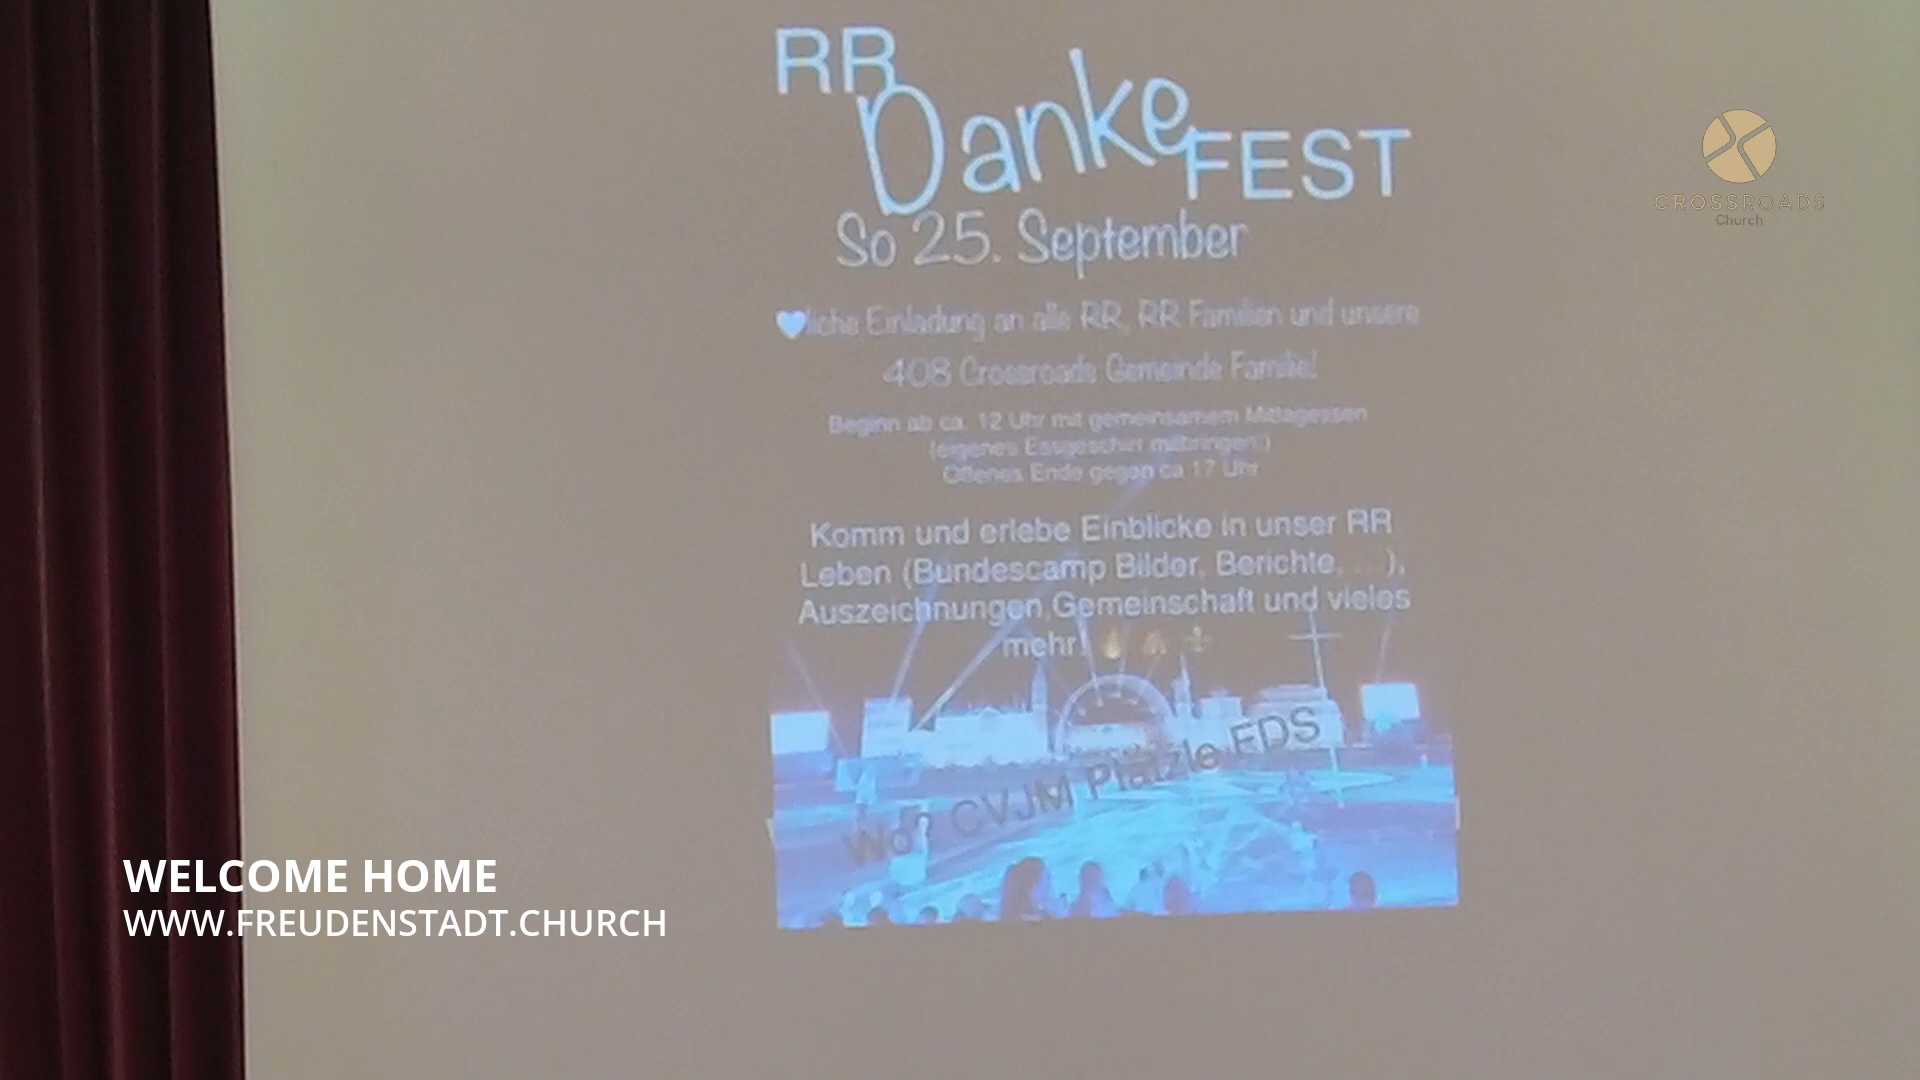 RR
Danke
FEST
So 25. September
♥liche Einladung an alle RR, RR Familien und unsere
408 Crossroads Gemeinde Familie!
Beginn ab ca. 12 Uhr mit gemeinsamem Mittagessen
(eigenes Essgeschirr mitbringen:)
Offenes Ende gegen ca 17 Uhr
Komm und erlebe Einblicke in unser RR
Leben (Bundescamp Bilder, Berichte, ...),
Auszeichnungen,Gemeinschaft und vieles
mehr!
Wo? CVJM Plätzle FDS
CROSSROADS
Church
WELCOME HOME
WWW.FREUDENSTADT.CHURCH